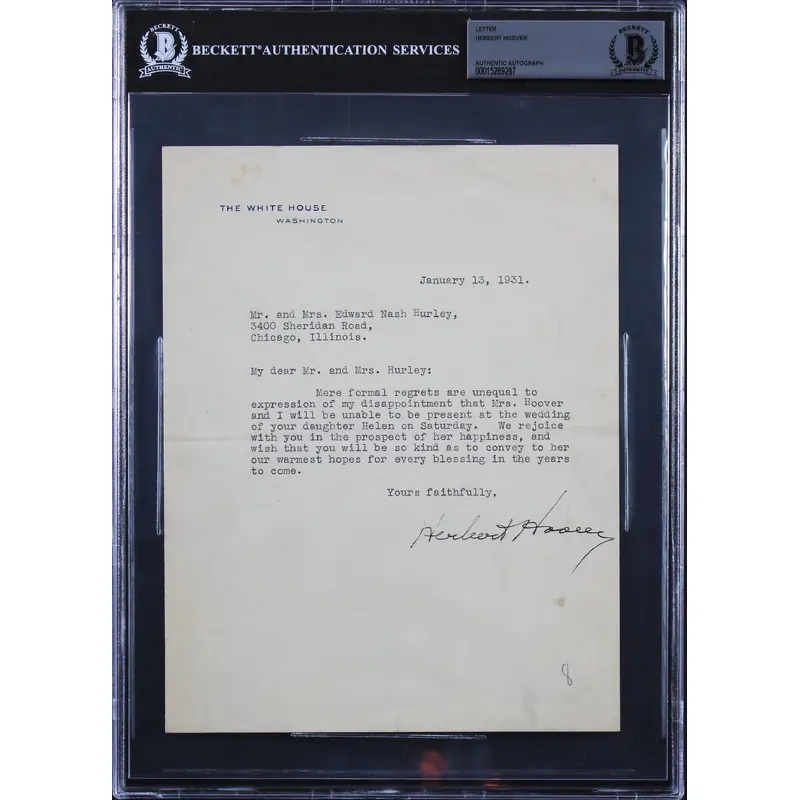 BECKETT
B
AUTHENTIC
BECKETT® AUTHENTICATION SERVICES
LETTER
HERBERT HOOVER
AUTHENTIC AUTOGRAPH
00015289287
BECKETT
B
AUTHENTIC
THE WHITE HOUSE
WASHINGTON
January 13, 1931.
Mr. and Mrs. Edward Nash Hurley,
3400 Sheridan Road,
Chicago, Illinois.
My dear Mr. and Mrs. Hurley:
Mere formal regrets are unequal to
expression of my disappointment that Mrs. Hoover
and I will be unable to be present at the wedding
of your daughter Helen on Saturday. We rejoice
with you in the prospect of her happiness, and
wish that you will be so kind as to convey to her
our warmest hopes for every blessing in the years
to come.
Yours faithfully,
Herbert Hoover
8